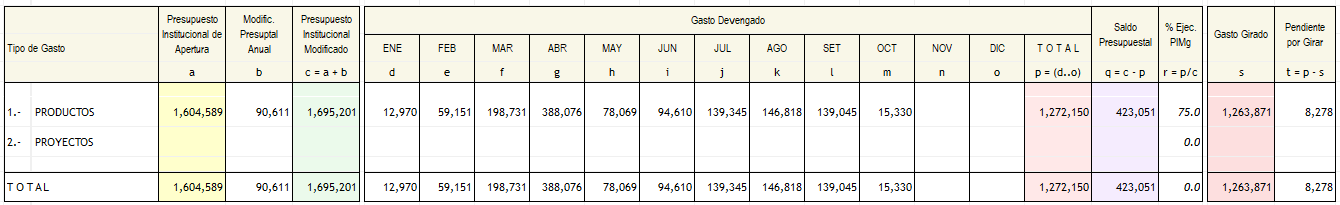 Tipo de Gasto | Presupuesto Institucional de Apertura | Modific. Presuptal Anual | Presupuesto Institucional Modificado | Gasto Devengado | Saldo Presupuestal | % Ejec. PIMg | Gasto Girado | Pendiente por Girar
ENE | FEB | MAR | ABR | MAY | JUN | JUL | AGO | SET | OCT | NOV | DIC | T O T A L
a | b | c = a + b | d | e | f | g | h | i | j | k | l | m | n | o | p = (d..o) | q = c - p | r = p/c | s | t = p - s
1.- PRODUCTOS | 1,604,589 | 90,611 | 1,695,201 | 12,970 | 59,151 | 198,731 | 388,076 | 78,069 | 94,610 | 139,345 | 146,818 | 139,045 | 15,330 | 1,272,150 | 423,051 | 75.0 | 1,263,871 | 8,278
2.- PROYECTOS | 0.0
T O T A L | 1,604,589 | 90,611 | 1,695,201 | 12,970 | 59,151 | 198,731 | 388,076 | 78,069 | 94,610 | 139,345 | 146,818 | 139,045 | 15,330 | 1,272,150 | 423,051 | 0.0 | 1,263,871 | 8,278